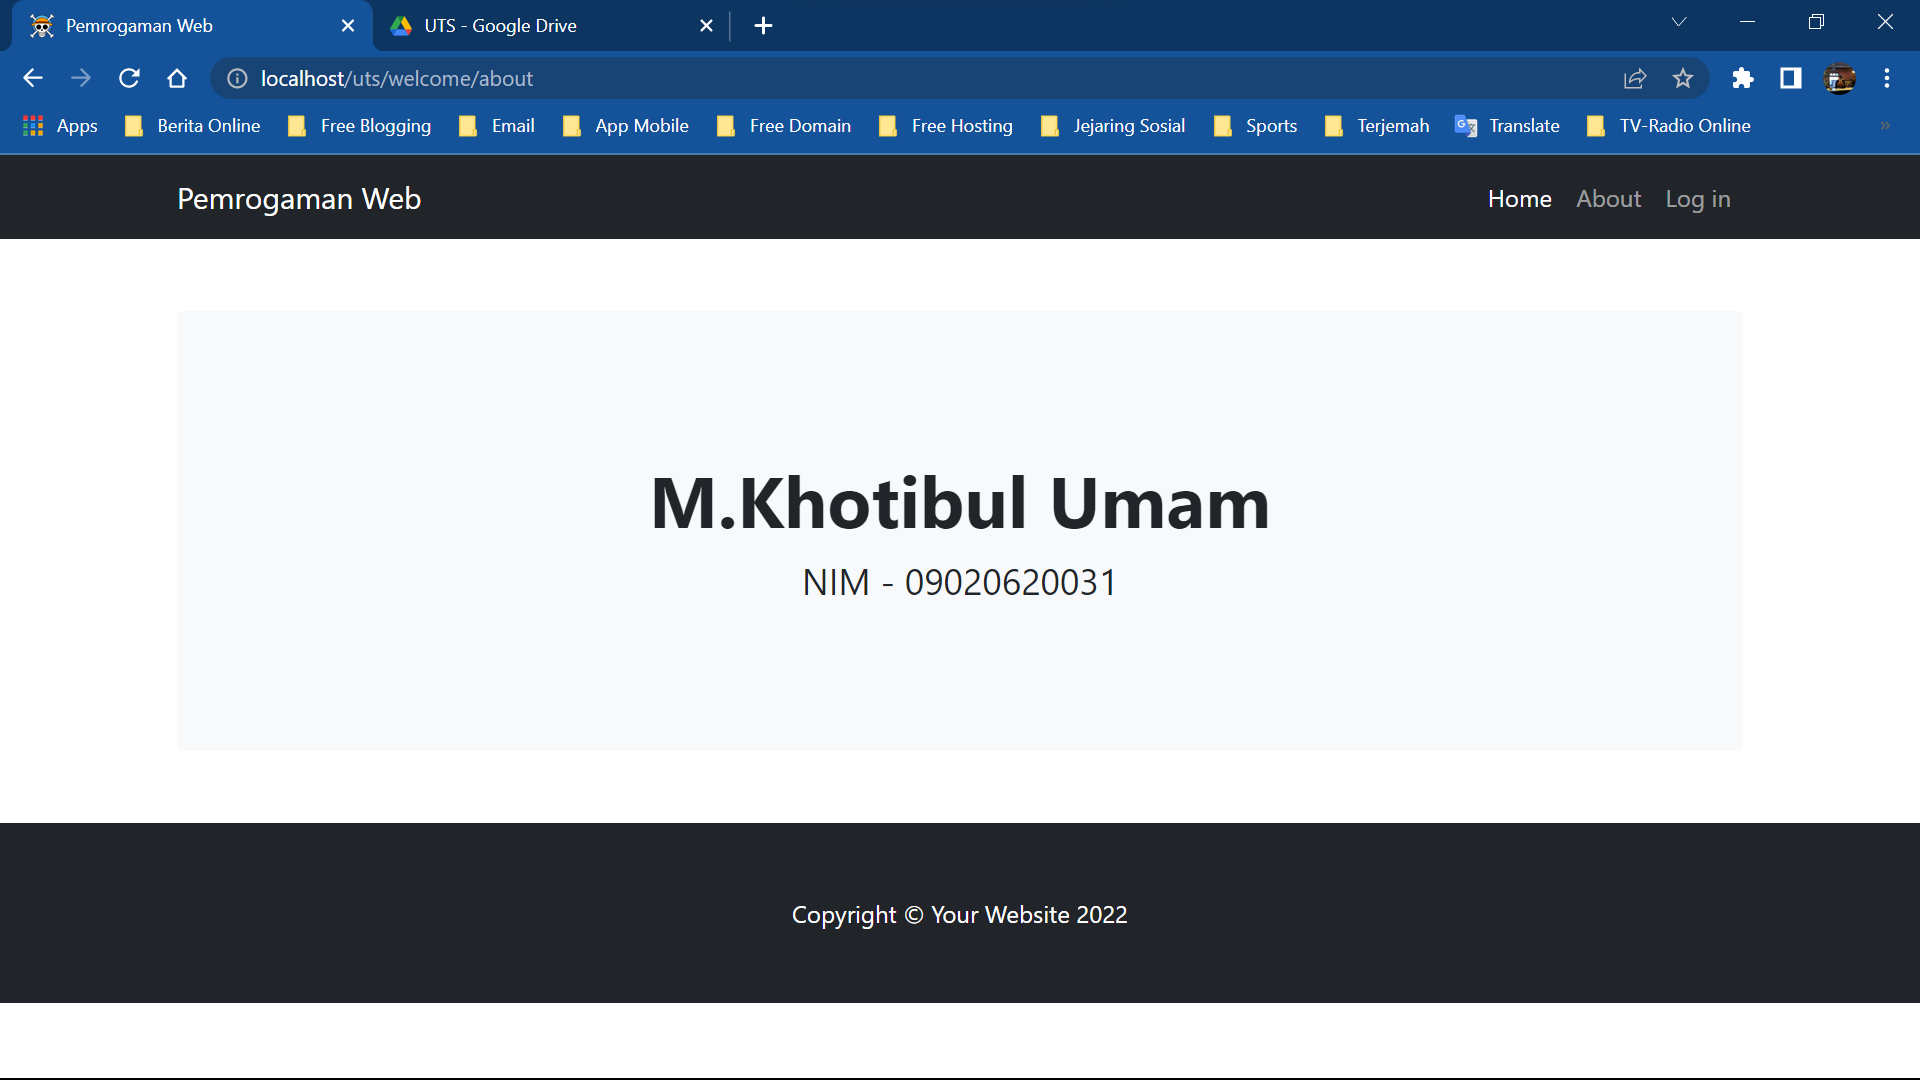 Pemrogaman Web
UTS - Google Drive
localhost/uts/welcome/about
Apps Berita Online Free Blogging Email App Mobile Free Domain Free Hosting Jejaring Sosial Sports Terjemah Translate TV-Radio Online »
Pemrogaman Web Home About Log in
M.Khotibul Umam
NIM - 09020620031
Copyright © Your Website 2022